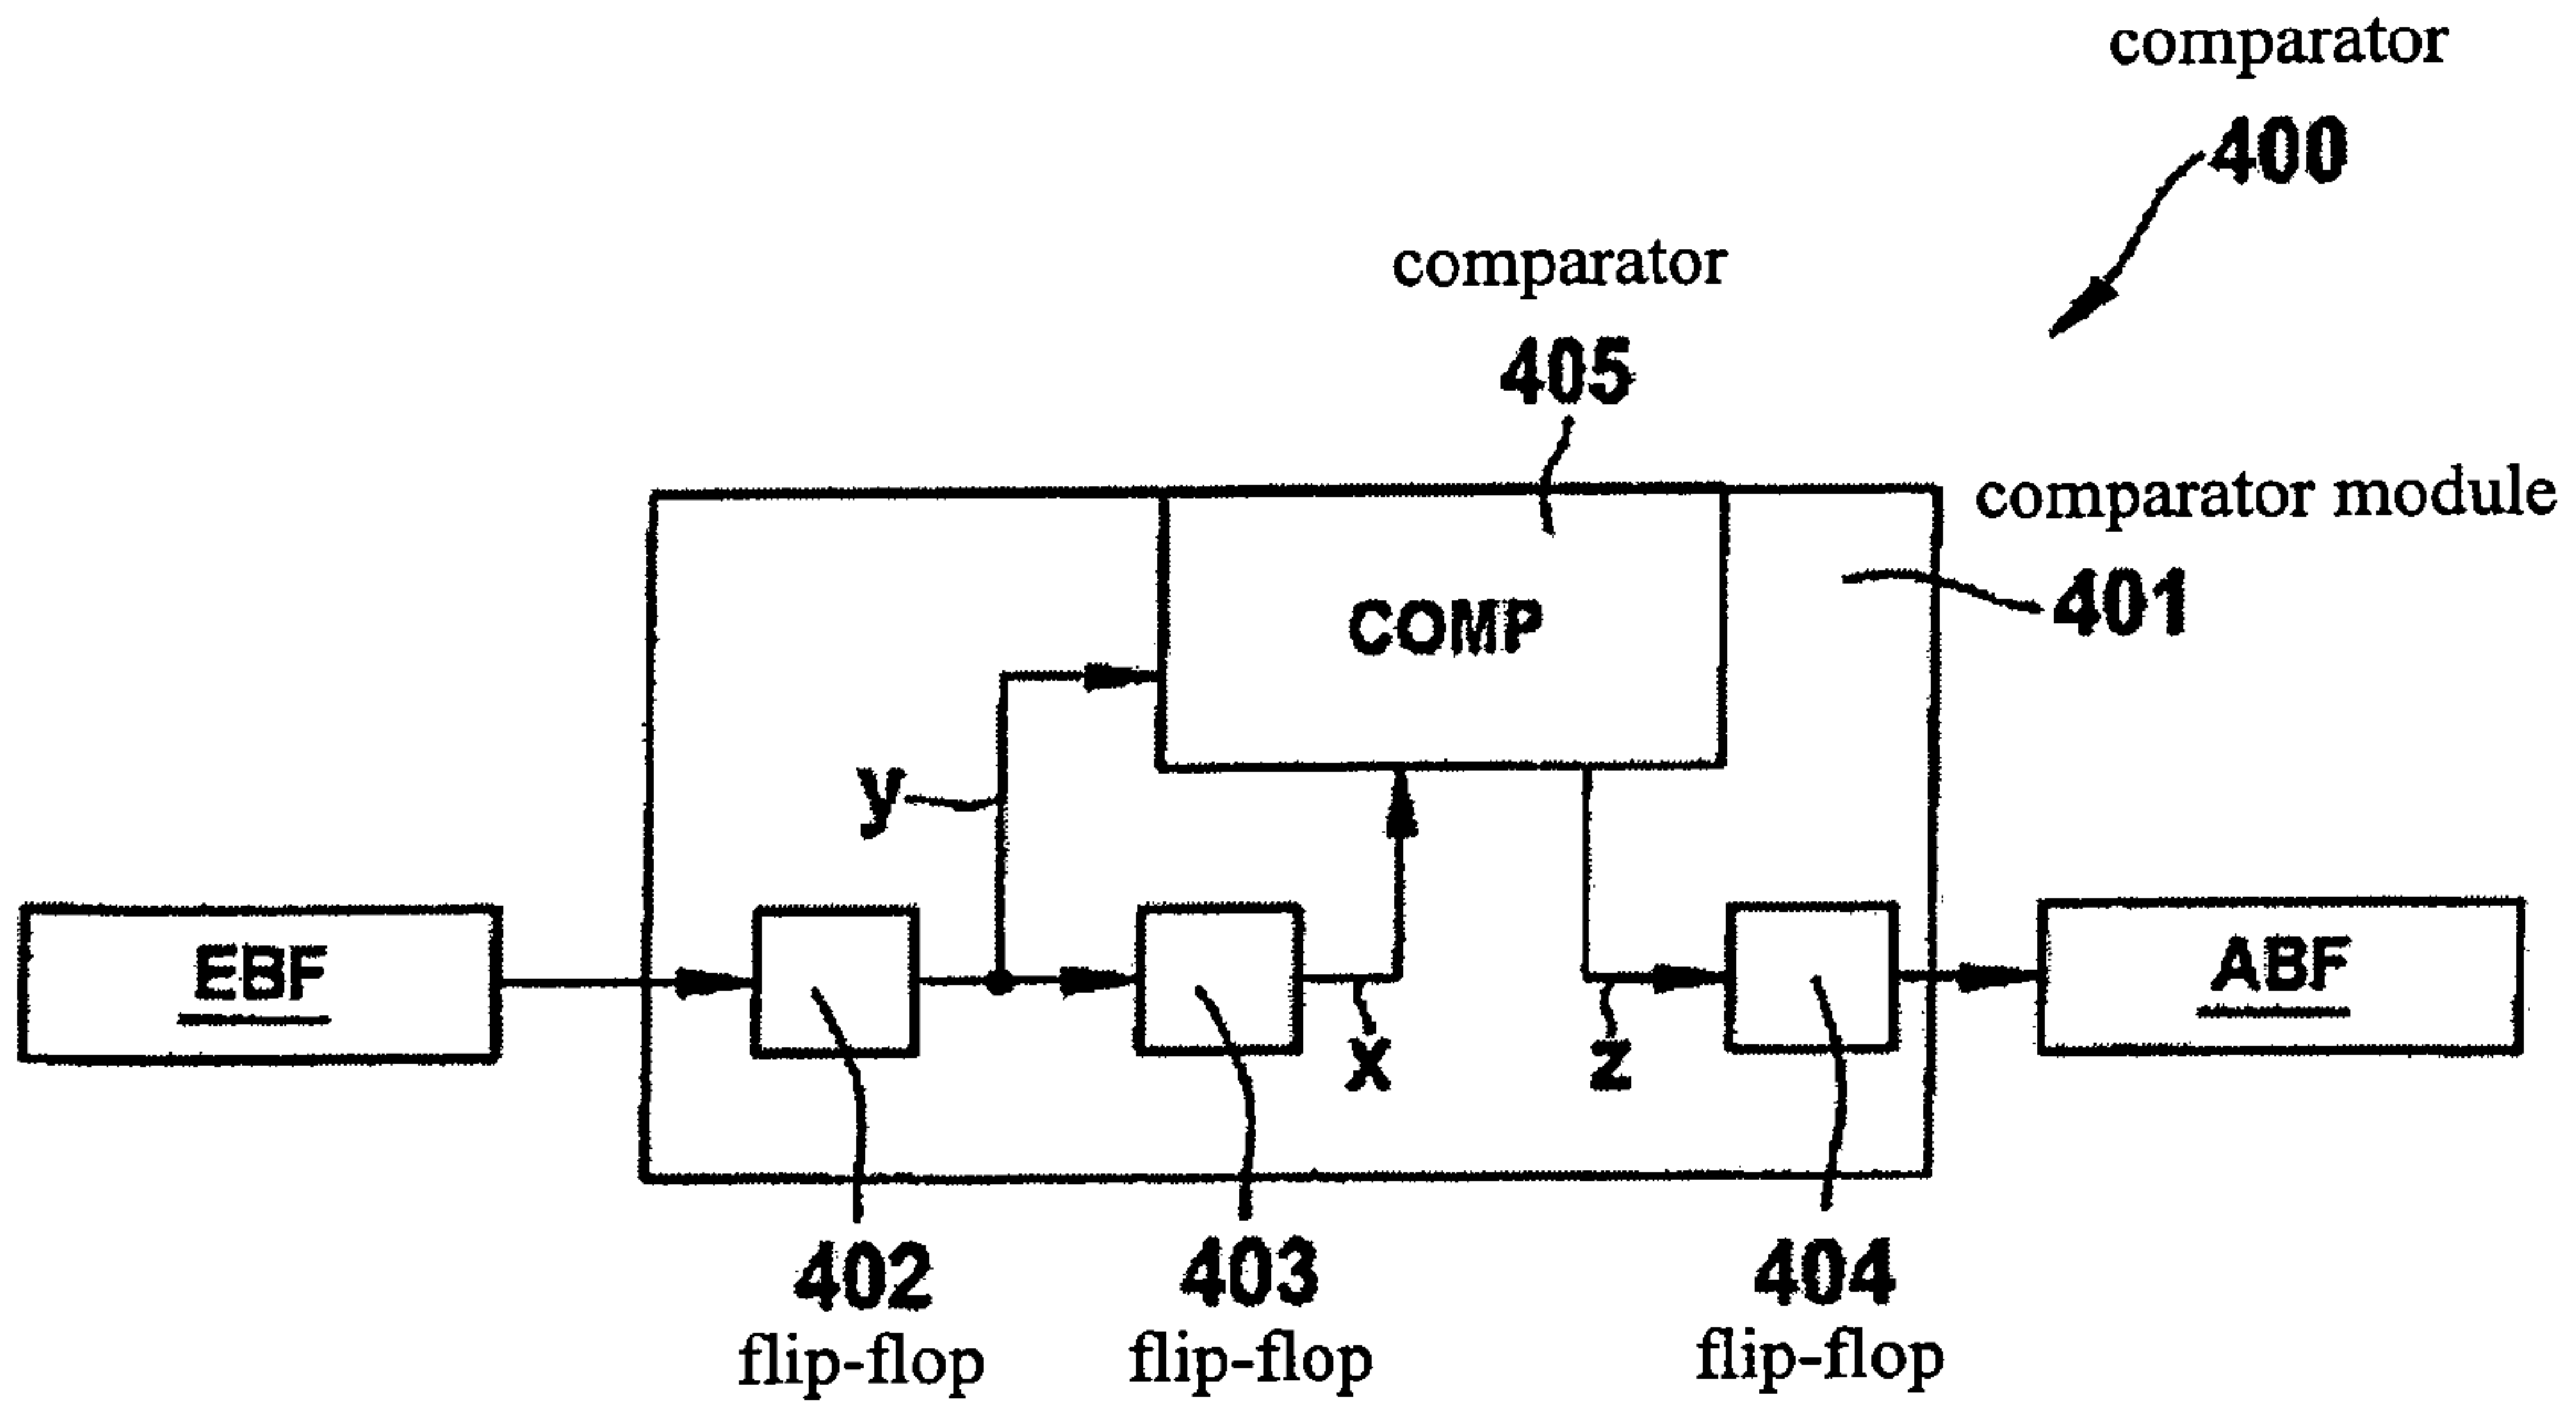 comparator
400
comparator
405
comparator module
401
COMP
y
EBF
ABF
x
z
402
403
404
flip-flop
flip-flop
flip-flop